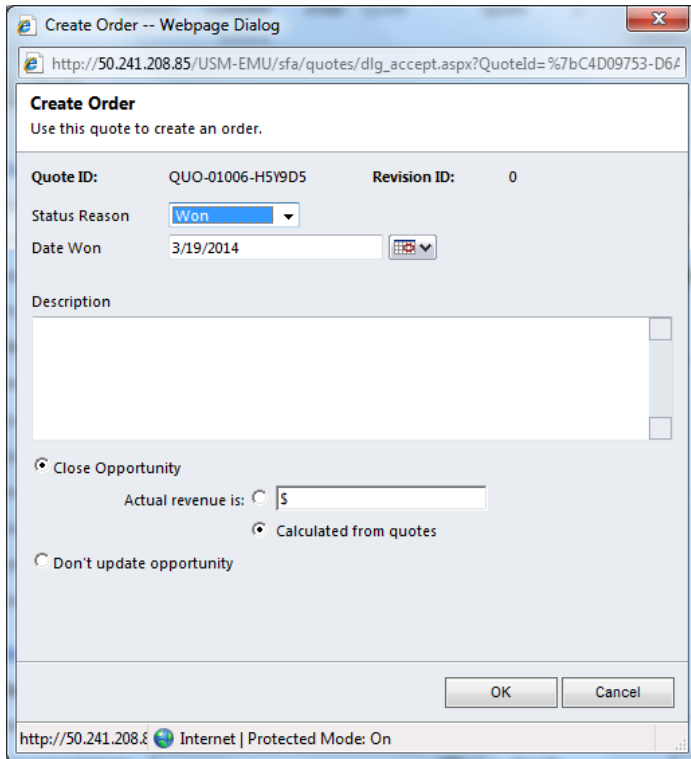 Create Order -- Webpage Dialog
http://50.241.208.85/USM-EMU/sfa/quotes/dlg_accept.aspx?QuoteId=%7bC4D09753-D6A
Create Order
Use this quote to create an order.
Quote ID: QUO-01006-H5Y9D5 Revision ID: 0
Status Reason Won
Date Won 3/19/2014
Description
Close Opportunity
Actual revenue is: $
Calculated from quotes
Don't update opportunity
OK Cancel
http://50.241.208.8 Internet | Protected Mode: On